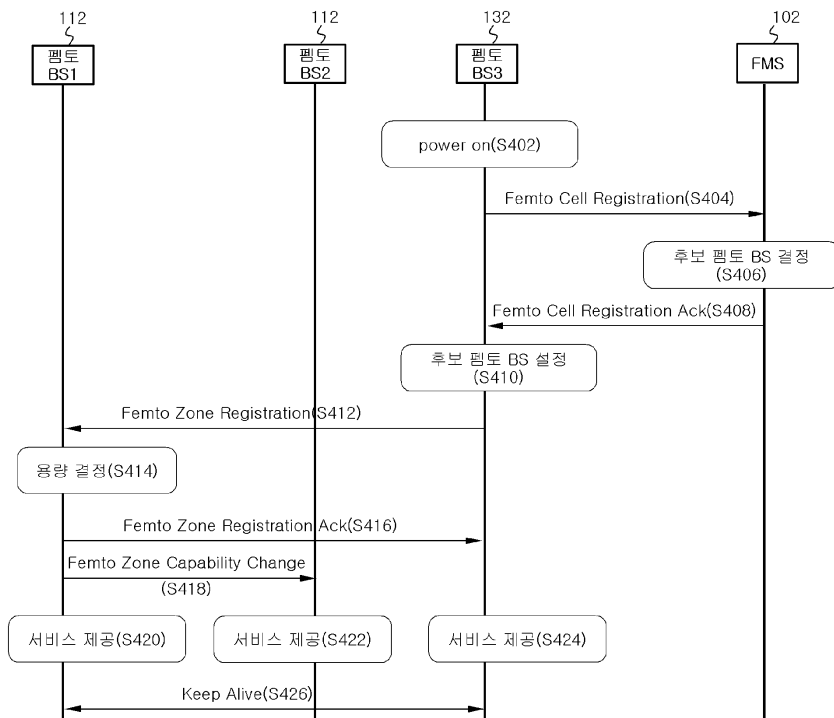 112
112
132
102
펨토
BS1
펨토
BS2
펨토
BS3
FMS
power on(S402)
Femto Cell Registration(S404)
후보 펨토 BS 결정
(S406)
Femto Cell Registration Ack(S408)
후보 펨토 BS 설정
(S410)
Femto Zone Registration(S412)
용량 결정(S414)
Femto Zone Registration Ack(S416)
Femto Zone Capability Change
(S418)
서비스 제공(S420)
서비스 제공(S422)
서비스 제공(S424)
Keep Alive(S426)